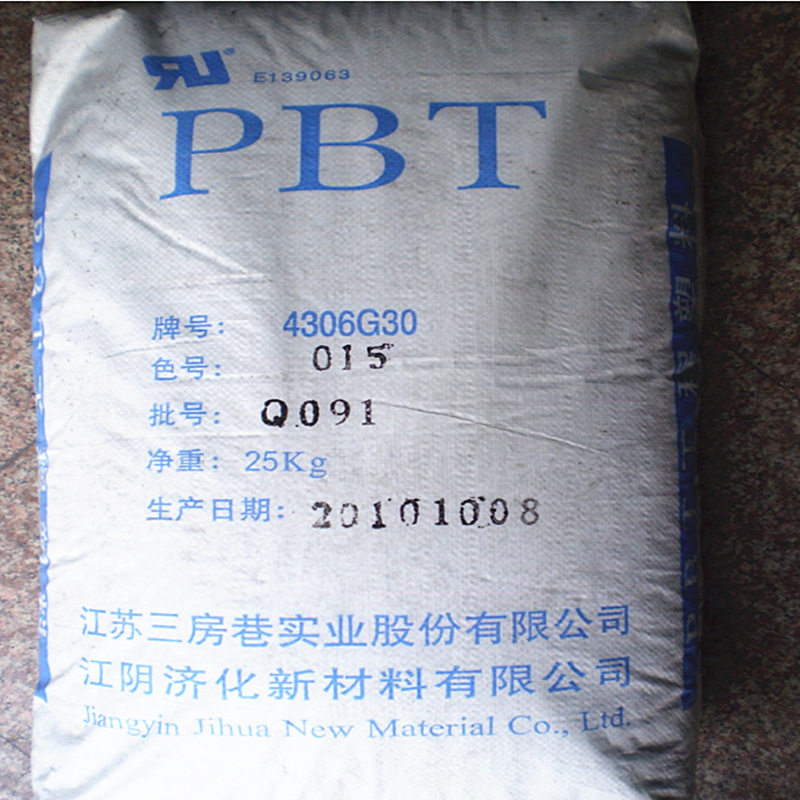 E139063
PBT
牌号: 4306G30
色号: 015
批号: Q091
净重: 25Kg
生产日期: 20101008
江苏三房巷实业股份有限公司
江阴济化新材料有限公司
Jiangyin Jihua New Material Co., Ltd.